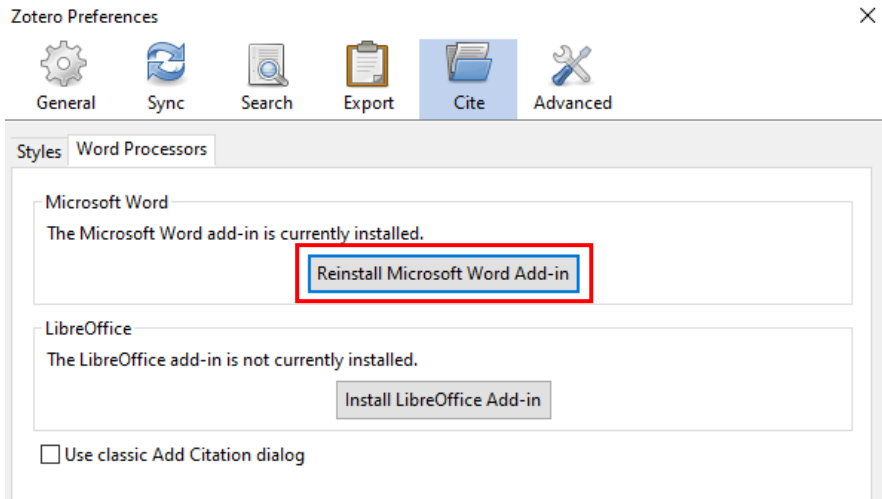 Zotero Preferences
General Sync Search Export Cite Advanced
Styles Word Processors
Microsoft Word
The Microsoft Word add-in is currently installed.
Reinstall Microsoft Word Add-in
LibreOffice
The LibreOffice add-in is not currently installed.
Install LibreOffice Add-in
Use classic Add Citation dialog